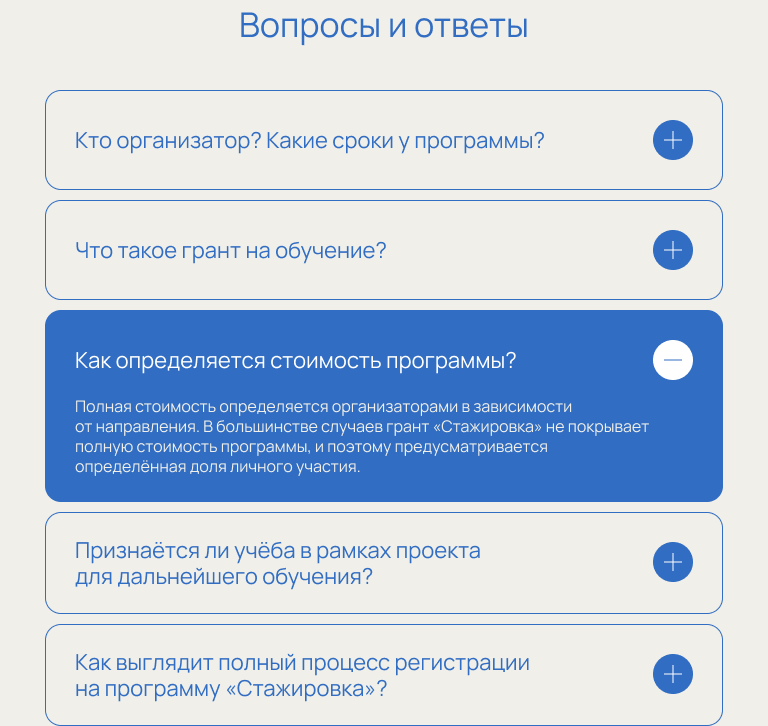 Вопросы и ответы
Кто организатор? Какие сроки у программы?
Что такое грант на обучение?
Как определяется стоимость программы?
Полная стоимость определяется организаторами в зависимости
от направления. В большинстве случаев грант «Стажировка» не покрывает
полную стоимость программы, и поэтому предусматривается
определённая доля личного участия.
Признаётся ли учёба в рамках проекта
для дальнейшего обучения?
Как выглядит полный процесс регистрации
на программу «Стажировка»?